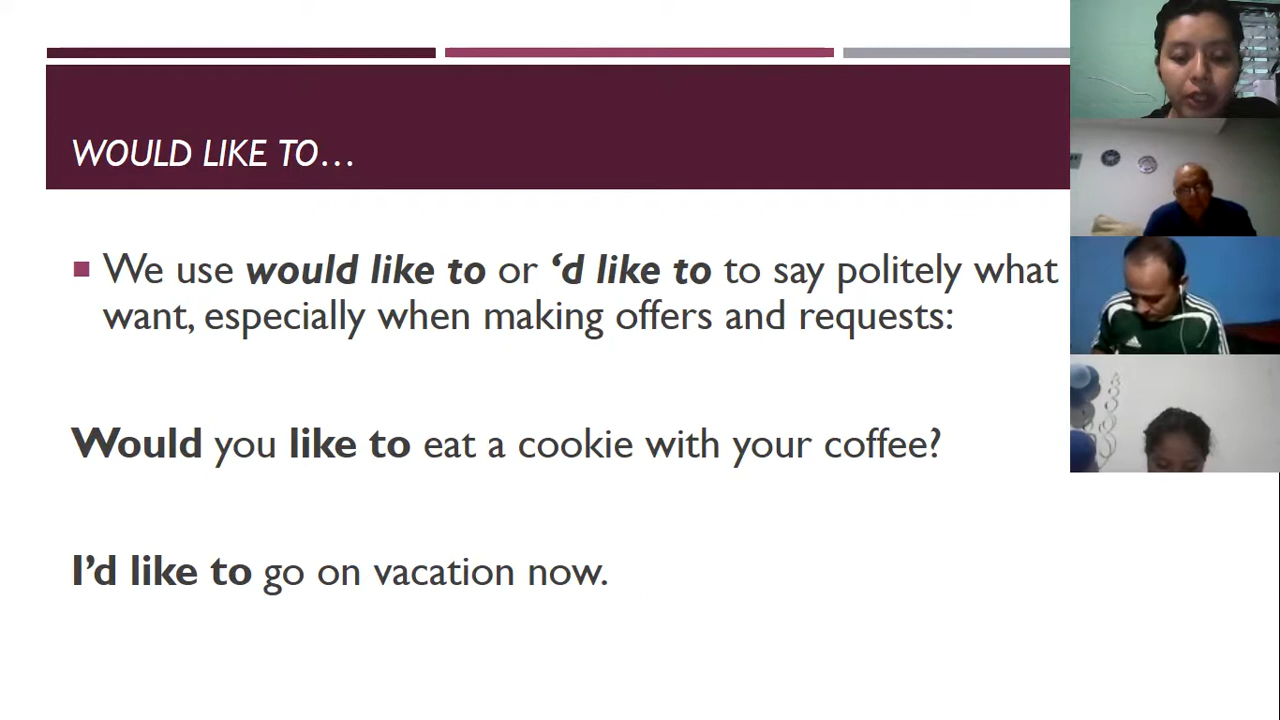 WOULD LIKE TO…
We use would like to or ‘d like to to say politely what
want, especially when making offers and requests:
Would you like to eat a cookie with your coffee?
I’d like to go on vacation now.